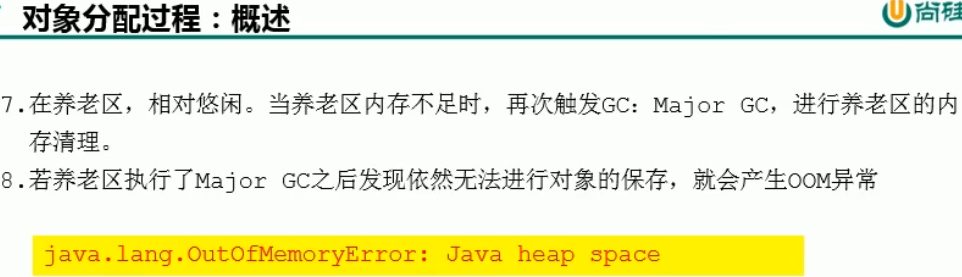 对象分配过程：概述
尚硅
7.在养老区，相对悠闲。当养老区内存不足时，再次触发GC：Major GC，进行养老区的内
存清理。
8.若养老区执行了Major GC之后发现依然无法进行对象的保存，就会产生OOM异常
java.lang.OutOfMemoryError: Java heap space